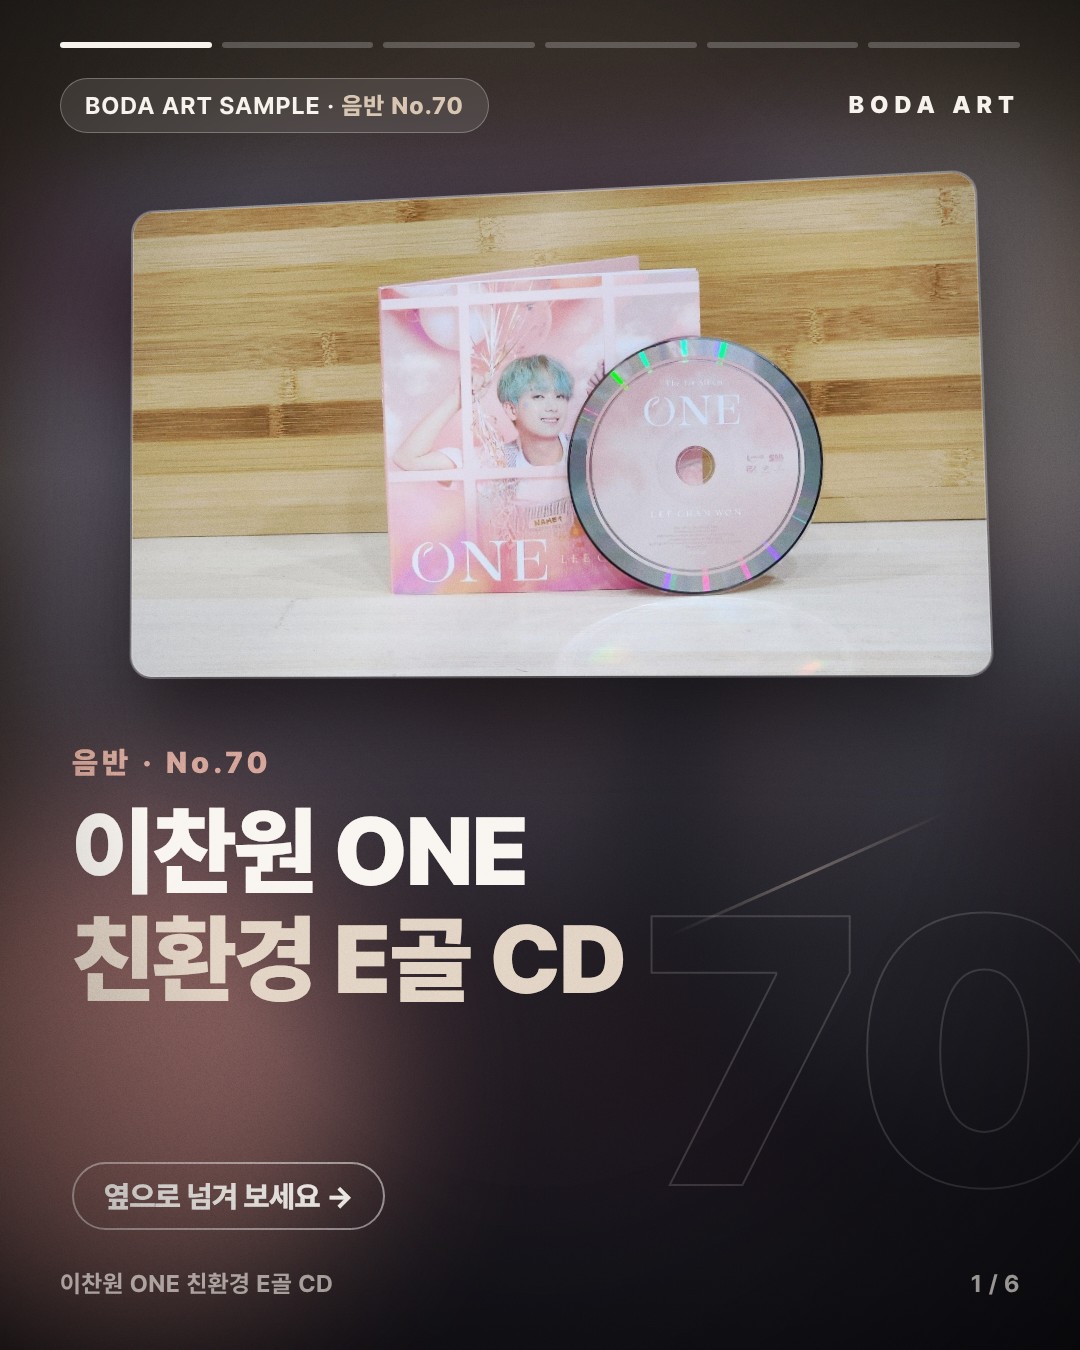 BODA ART SAMPLE · 음반 No.70
BODA ART
ONE
ONE
음반 · No.70
이찬원 ONE
친환경 E골 CD
70
옆으로 넘겨 보세요 →
이찬원 ONE 친환경 E골 CD
1 / 6